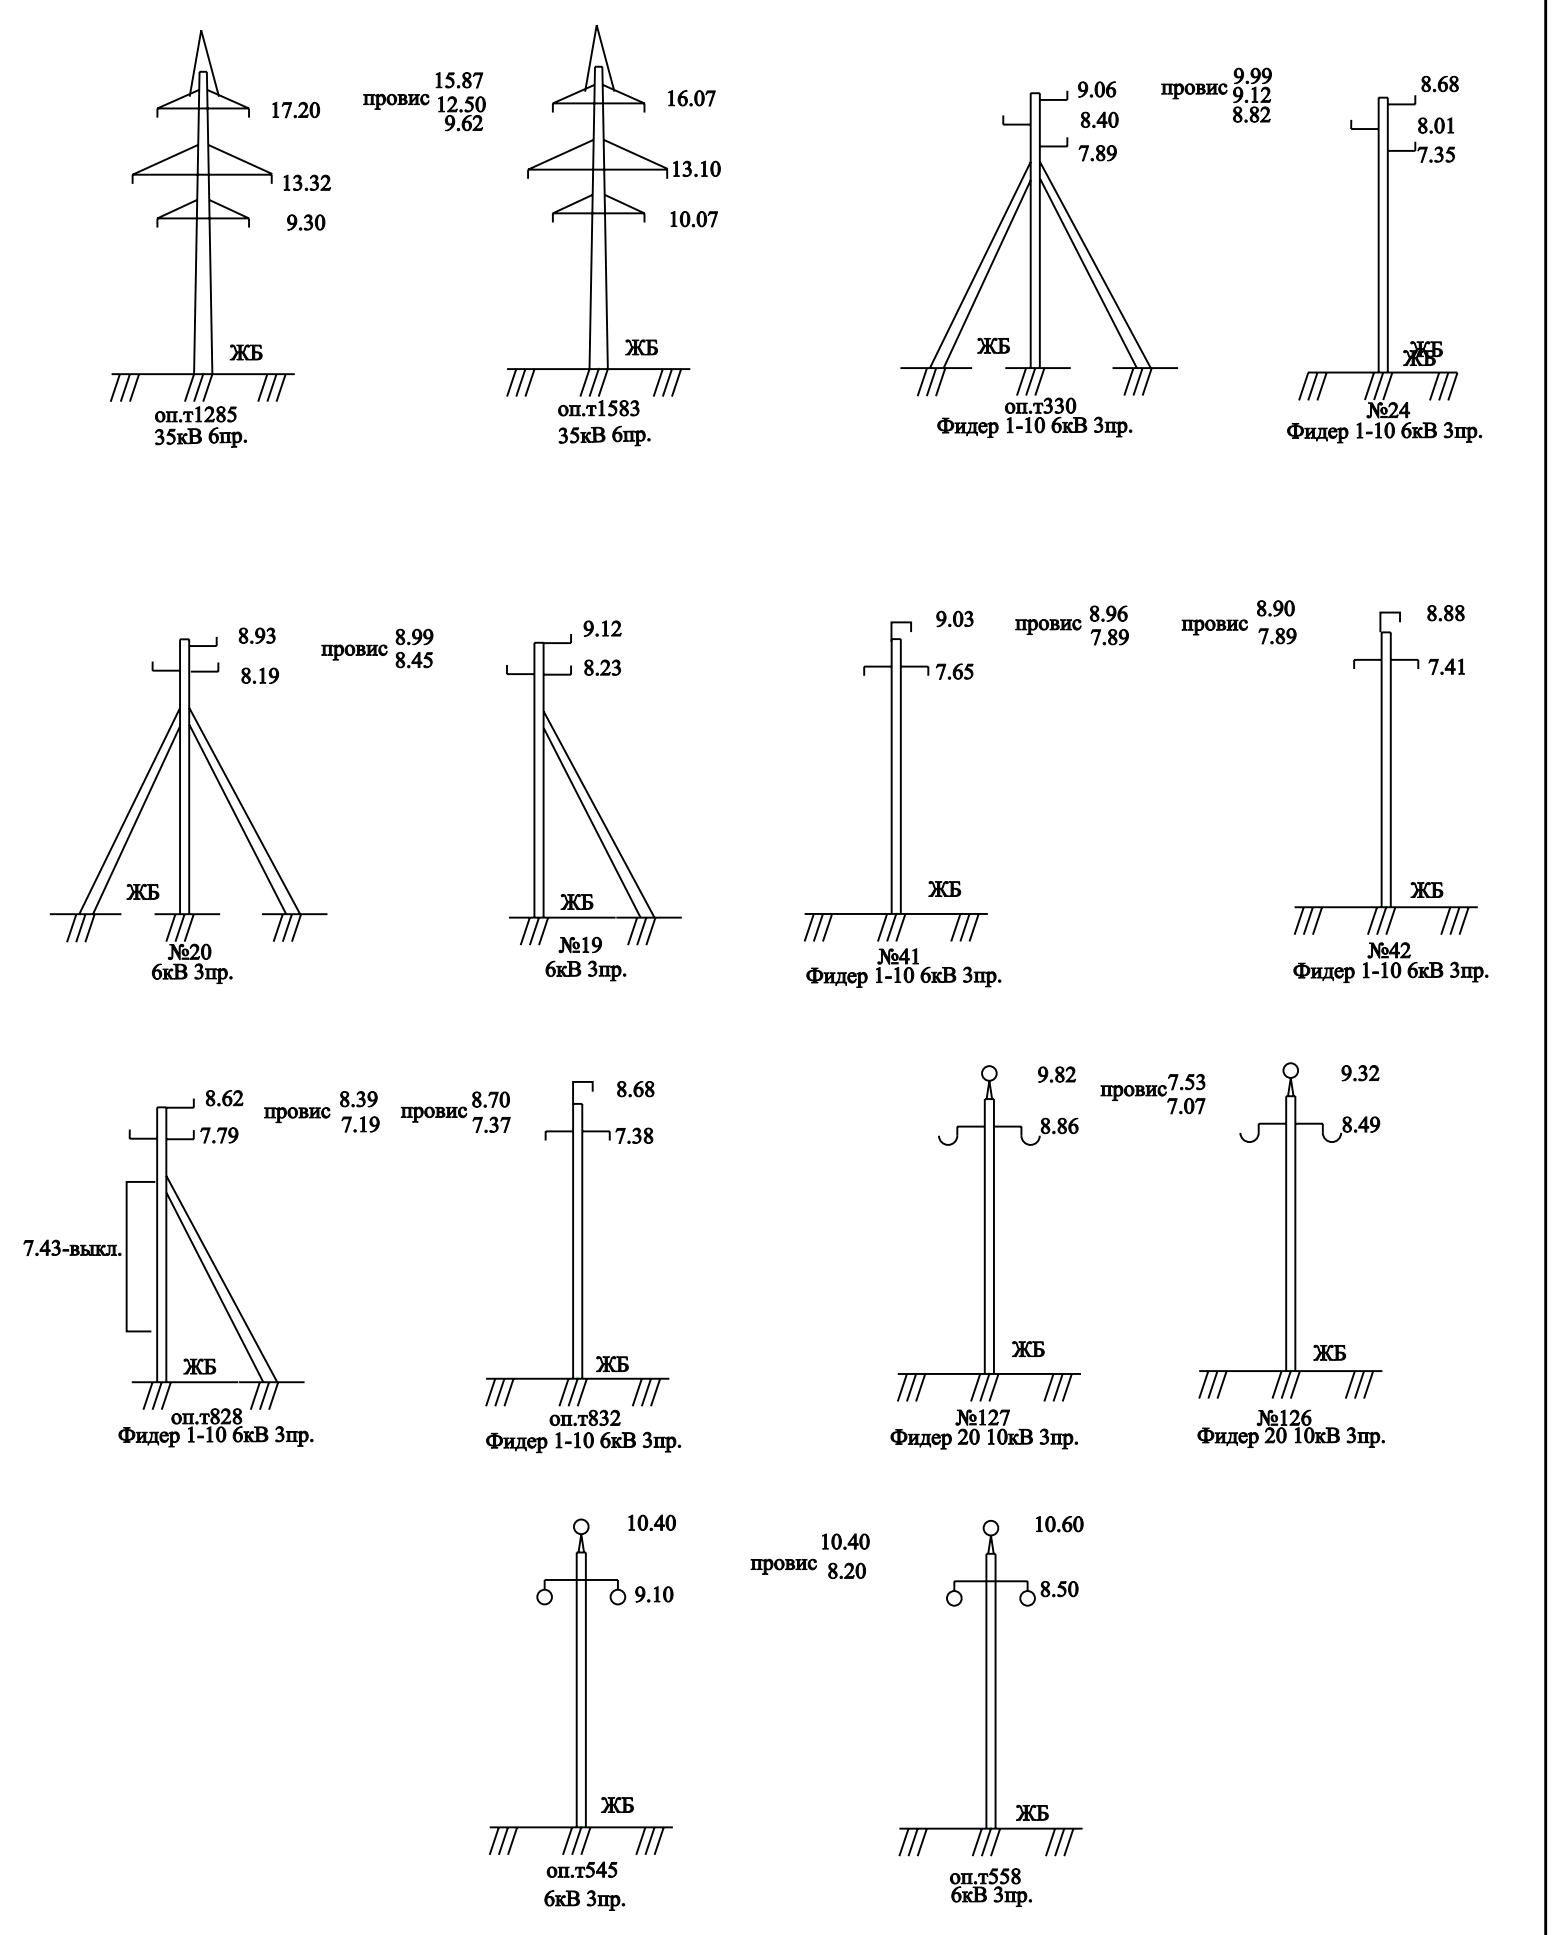 17.20
13.32
9.30
ЖБ
оп.т1285
35кВ 6пр.
провис
15.87
12.50
9.62
16.07
13.10
10.07
ЖБ
оп.т1583
35кВ 6пр.
9.06
8.40
7.89
ЖБ
оп.т330
Фидер 1-10 6кВ 3пр.
провис
9.99
9.12
8.82
8.68
8.01
7.35
ЖБ
ЖБ
№24
Фидер 1-10 6кВ 3пр.
8.93
8.19
ЖБ
№20
6кВ 3пр.
провис
8.99
8.45
9.12
8.23
ЖБ
№19
6кВ 3пр.
9.03
7.65
ЖБ
№41
Фидер 1-10 6кВ 3пр.
провис
8.96
7.89
провис
8.90
7.89
8.88
7.41
ЖБ
№42
Фидер 1-10 6кВ 3пр.
8.62
7.79
7.43-выкл.
ЖБ
оп.т828
Фидер 1-10 6кВ 3пр.
провис
8.39
7.19
провис
8.70
7.37
8.68
7.38
ЖБ
оп.т832
Фидер 1-10 6кВ 3пр.
9.82
8.86
ЖБ
№127
Фидер 20 10кВ 3пр.
провис
7.53
7.07
9.32
8.49
ЖБ
№126
Фидер 20 10кВ 3пр.
10.40
9.10
ЖБ
оп.т545
6кВ 3пр.
провис
10.40
8.20
10.60
8.50
ЖБ
оп.т558
6кВ 3пр.